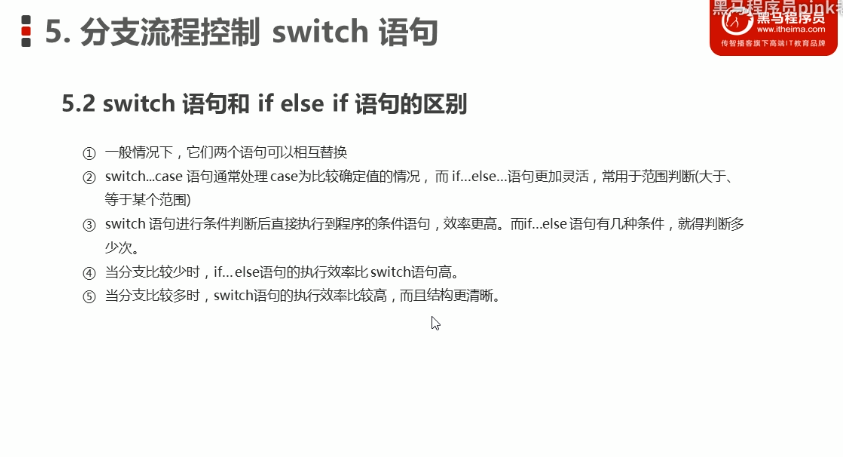 黑马程序员pink
黑马程序员
www.itheima.com
传智播客旗下高端IT教育品牌
5. 分支流程控制 switch 语句
5.2 switch 语句和 if else if 语句的区别
① 一般情况下，它们两个语句可以相互替换
② switch...case 语句通常处理 case为比较确定值的情况， 而 if...else...语句更加灵活，常用于范围判断(大于、
等于某个范围)
③ switch 语句进行条件判断后直接执行到程序的条件语句，效率更高。而if...else 语句有几种条件，就得判断多
少次。
④ 当分支比较少时，if... else语句的执行效率比 switch语句高。
⑤ 当分支比较多时，switch语句的执行效率比较高，而且结构更清晰。